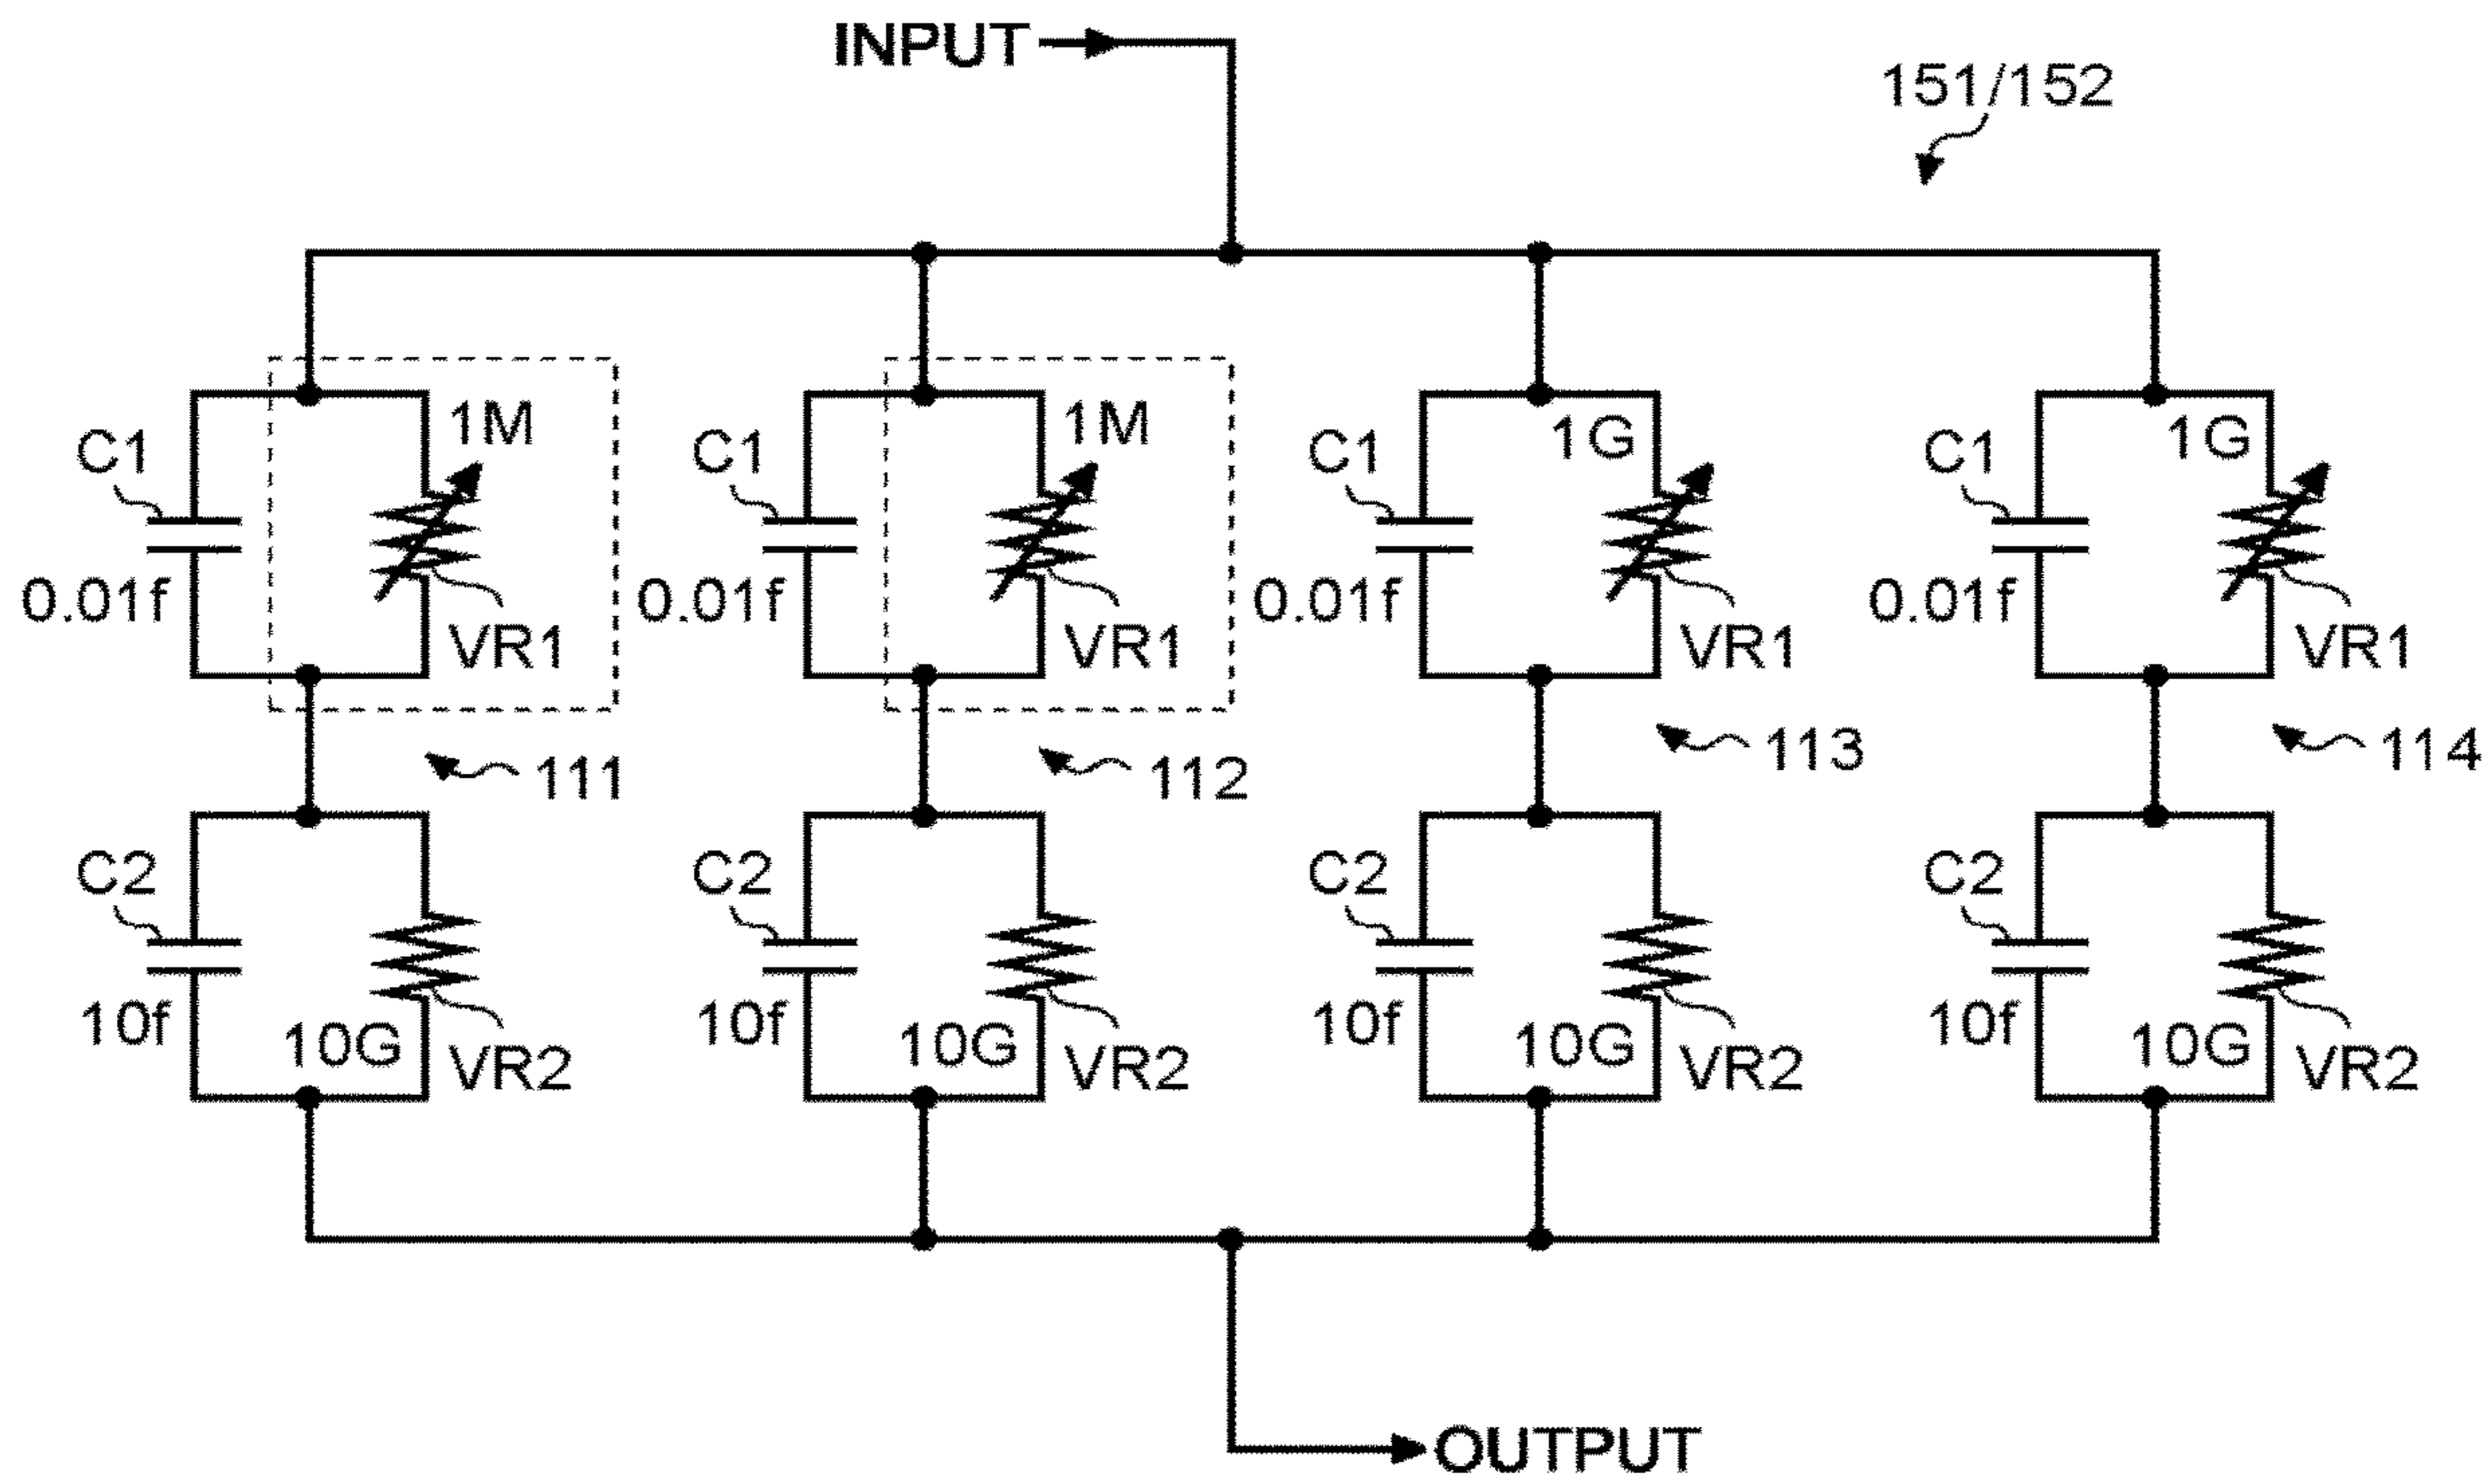 INPUT
151/152
C1
1M
C1
1M
C1
1G
C1
1G
0.01f
VR1
0.01f
VR1
0.01f
VR1
0.01f
VR1
111
112
113
114
C2
C2
C2
C2
10f
10G
VR2
10f
10G
VR2
10f
10G
VR2
10f
10G
VR2
OUTPUT